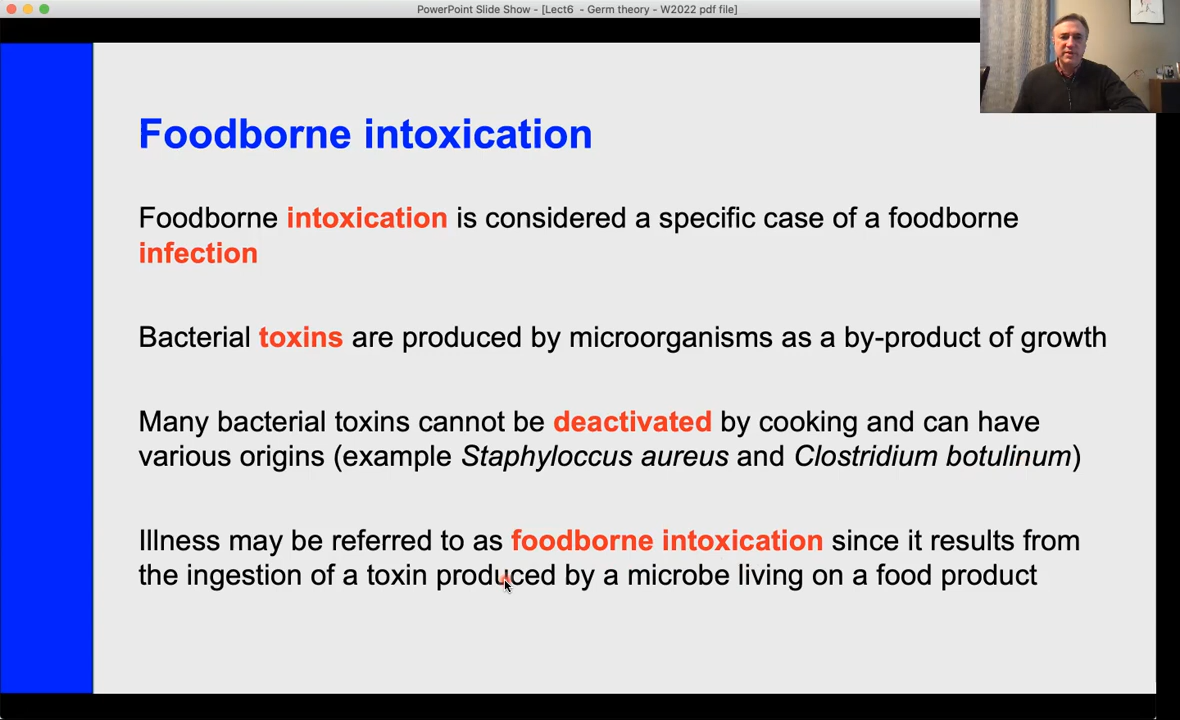 PowerPoint Slide Show - [Lect6 - Germ theory - W2022 pdf file]
Foodborne intoxication
Foodborne intoxication is considered a specific case of a foodborne
infection
Bacterial toxins are produced by microorganisms as a by-product of growth
Many bacterial toxins cannot be deactivated by cooking and can have
various origins (example Staphyloccus aureus and Clostridium botulinum)
Illness may be referred to as foodborne intoxication since it results from
the ingestion of a toxin produced by a microbe living on a food product